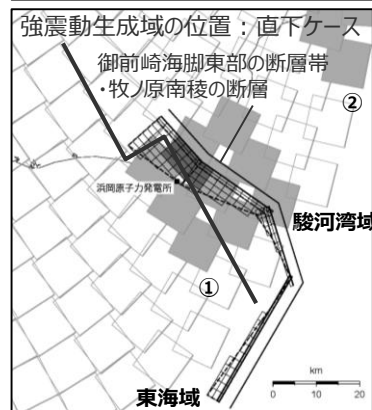 強震動生成域の位置：直下ケース
御前崎海脚東部の断層帯
・牧ノ原南稜の断層
②
浜岡原子力発電所
駿河湾域
①
km
東海域
0 10 20